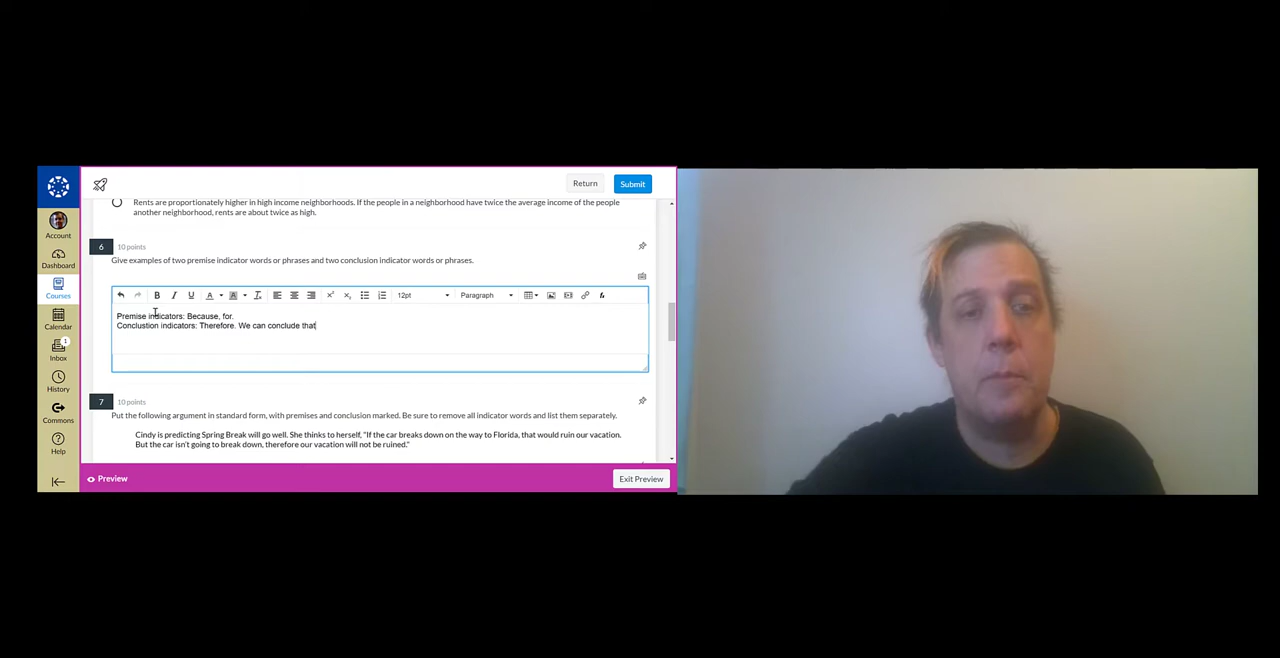 Return
Submit
Account
Dashboard
Courses
Calendar
1
Inbox
History
Commons
Help
Rents are proportionately higher in high income neighborhoods. If the people in a neighborhood have twice the average income of the people
another neighborhood, rents are about twice as high.
6
10 points
Give examples of two premise indicator words or phrases and two conclusion indicator words or phrases.
12pt
Paragraph
Premise indicators: Because, for.
Conclustion indicators: Therefore. We can conclude that
7
10 points
Put the following argument in standard form, with premises and conclusion marked. Be sure to remove all indicator words and list them separately.
Cindy is predicting Spring Break will go well. She thinks to herself, "If the car breaks down on the way to Florida, that would ruin our vacation.
But the car isn't going to break down, therefore our vacation will not be ruined."
Preview
Exit Preview